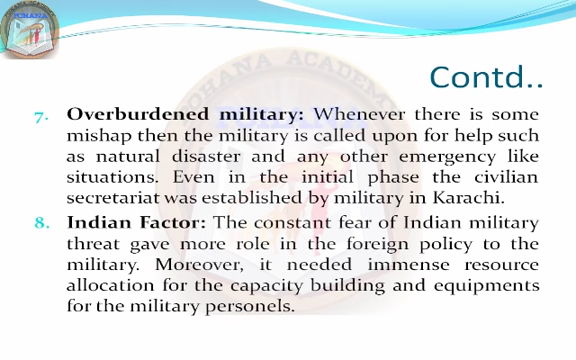 Contd..
7. Overburdened military: Whenever there is some
mishap then the military is called upon for help such
as natural disaster and any other emergency like
situations. Even in the initial phase the civilian
secretariat was established by military in Karachi.
8. Indian Factor: The constant fear of Indian military
threat gave more role in the foreign policy to the
military. Moreover, it needed immense resource
allocation for the capacity building and equipments
for the military personels.